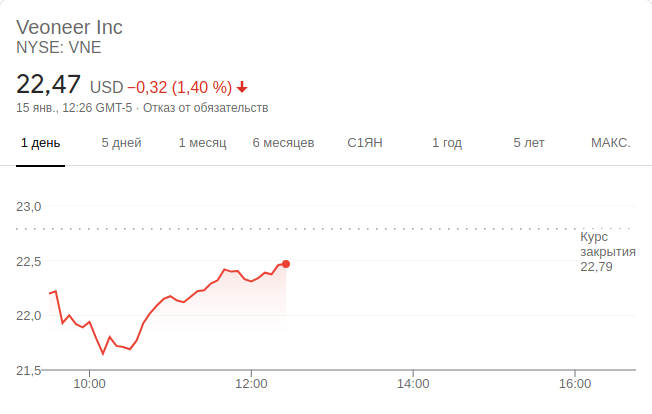 Veoneer Inc
NYSE: VNE
22,47 USD −0,32 (1,40 %)
15 янв., 12:26 GMT-5 · Отказ от обязательств
1 день 5 дней 1 месяц 6 месяцев С1ЯН 1 год 5 лет МАКС.
23,0
Курс
закрытия
22,79
22,5
22,0
21,5
10:00 12:00 14:00 16:00